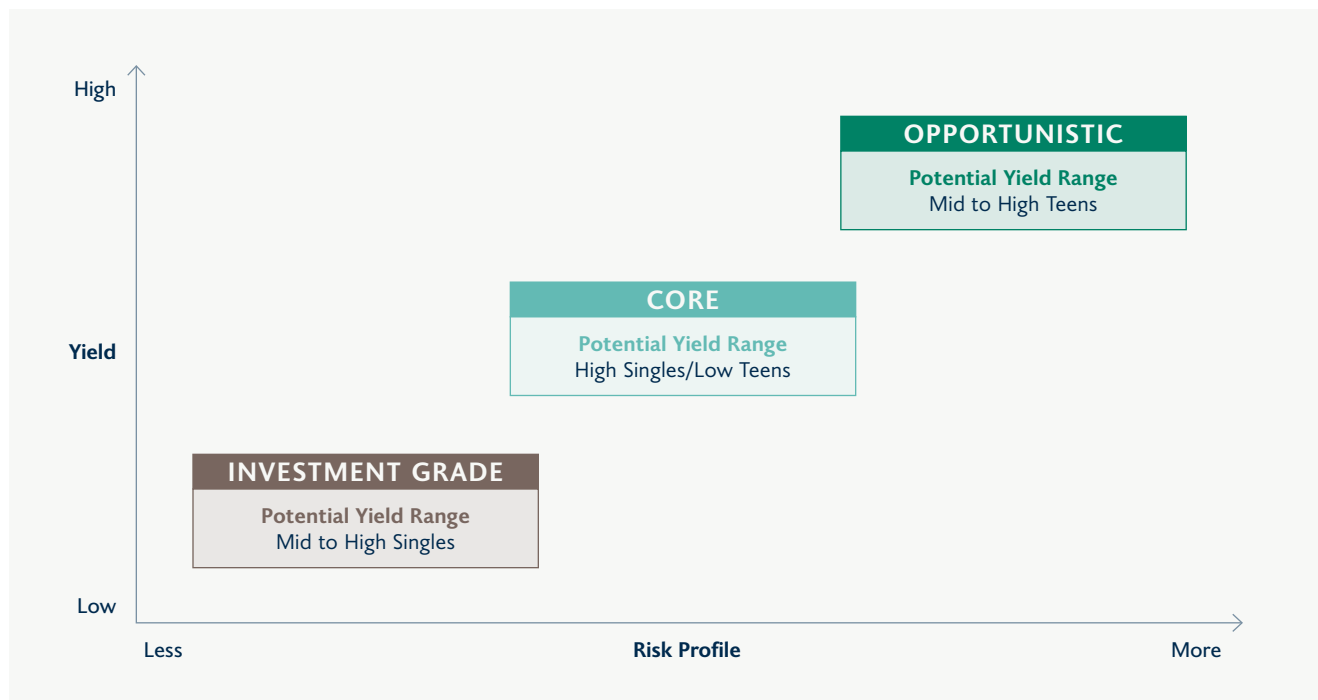 High
OPPORTUNISTIC
Potential Yield Range
Mid to High Teens
CORE
Potential Yield Range
High Singles/Low Teens
Yield
INVESTMENT GRADE
Potential Yield Range
Mid to High Singles
Low
Less
Risk Profile
More